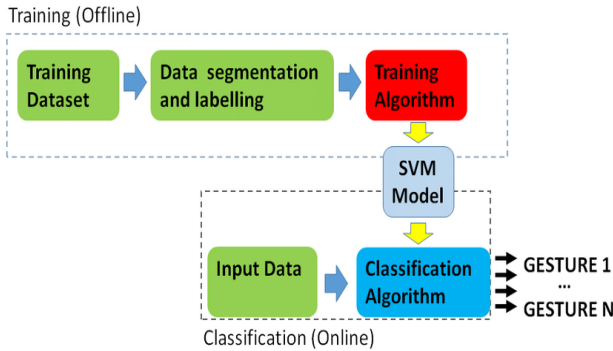 Training (Offline)
Training
Dataset
Data segmentation
and labelling
Training
Algorithm
SVM
Model
Input Data
Classification
Algorithm
GESTURE 1
...
GESTURE N
Classification (Online)